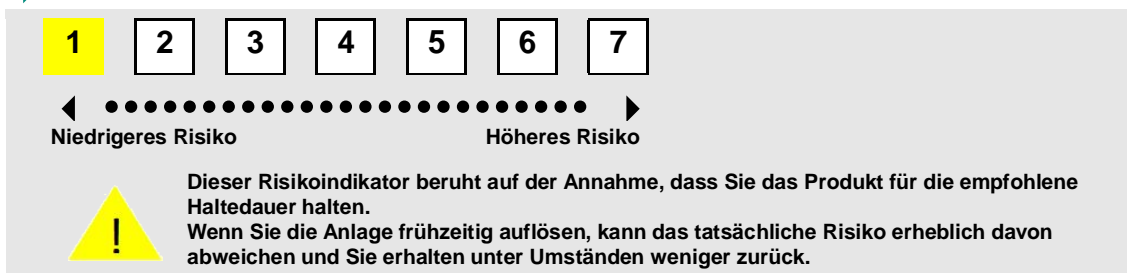 1 2 3 4 5 6 7
Niedrigeres Risiko Höheres Risiko
! Dieser Risikoindikator beruht auf der Annahme, dass Sie das Produkt für die empfohlene
Haltedauer halten.
Wenn Sie die Anlage frühzeitig auflösen, kann das tatsächliche Risiko erheblich davon
abweichen und Sie erhalten unter Umständen weniger zurück.